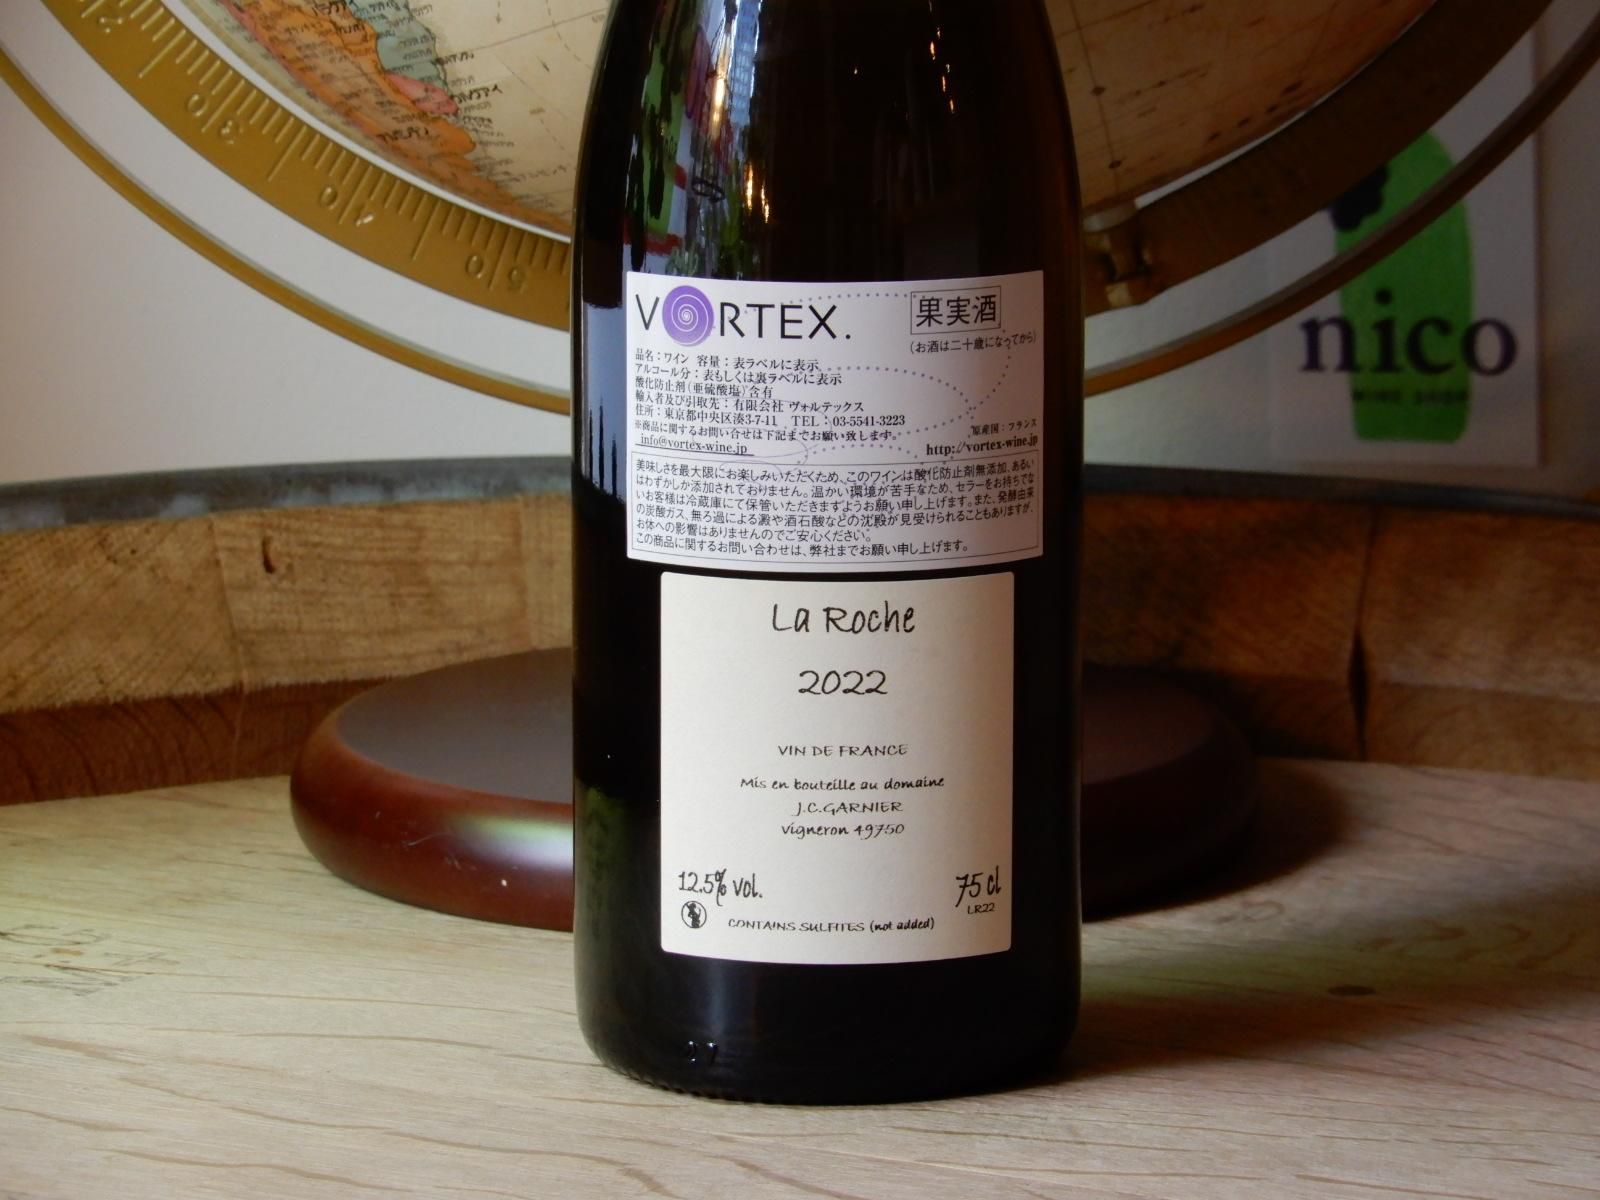 VORTEX.
果実酒
(お酒は二十歳になってから)
品名：ワイン 容量：表ラベルに表示
アルコール分：表もしくは裏ラベルに表示
酸化防止剤(亜硫酸塩)含有
輸入者及び引取先：有限会社 ヴォルテックス
住所：東京都中央区湊3-7-11 TEL：03-5541-3223
※商品に関するお問い合せは下記までお願い致します。
原産国：フランス
info@vortex-wine.jp
http://vortex-wine.jp
美味しさを最大限にお楽しみいただくため、このワインは酸化防止剤無添加、あるい
はわずかしか添加されておりません。温かい環境が苦手なため、セラーをお持ちでな
いお客様は冷蔵庫にて保管いただきますようお願い申し上げます。また、発酵由来
の炭酸ガス、無ろ過による澱や酒石酸などの沈殿が見受けられることもありますが、
お体への影響はありませんのでご安心ください。
この商品に関するお問い合わせは、弊社までお願い申し上げます。
La Roche
2022
VIN DE FRANCE
Mis en bouteille au domaine
J.C.GARNIER
Vigneron 49750
12.5% vol.
75 cl
LR22
CONTAINS SULFITES (not added)
27
nico
WINE SHOP
20
30
40
50